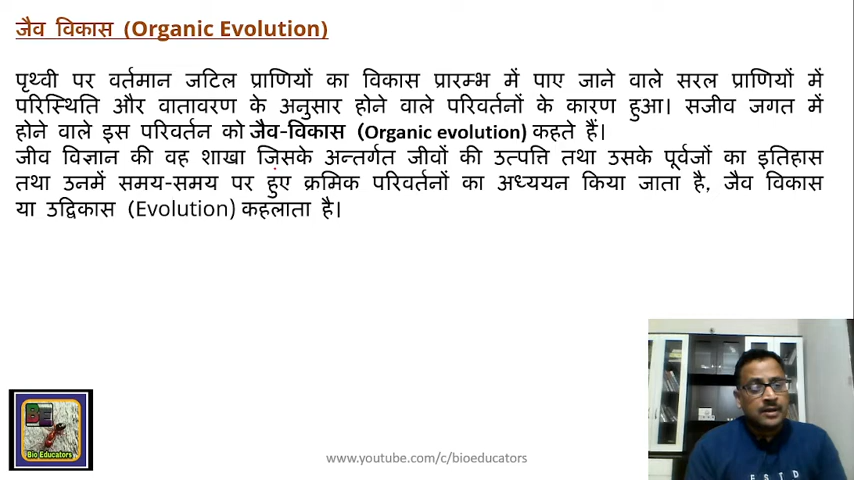 जैव विकास (Organic Evolution)
पृथ्वी पर वर्तमान जटिल प्राणियों का विकास प्रारम्भ में पाए जाने वाले सरल प्राणियों में
परिस्थिति और वातावरण के अनुसार होने वाले परिवर्तनों के कारण हुआ। सजीव जगत में
होने वाले इस परिवर्तन को जैव-विकास (Organic evolution) कहते हैं।
जीव विज्ञान की वह शाखा जिसके अन्तर्गत जीवों की उत्पत्ति तथा उसके पूर्वजों का इतिहास
तथा उनमें समय-समय पर हुए क्रमिक परिवर्तनों का अध्ययन किया जाता है, जैव विकास
या उद्विकास (Evolution) कहलाता है।
BE
Bio Educators
www.youtube.com/c/bioeducators
E S T D